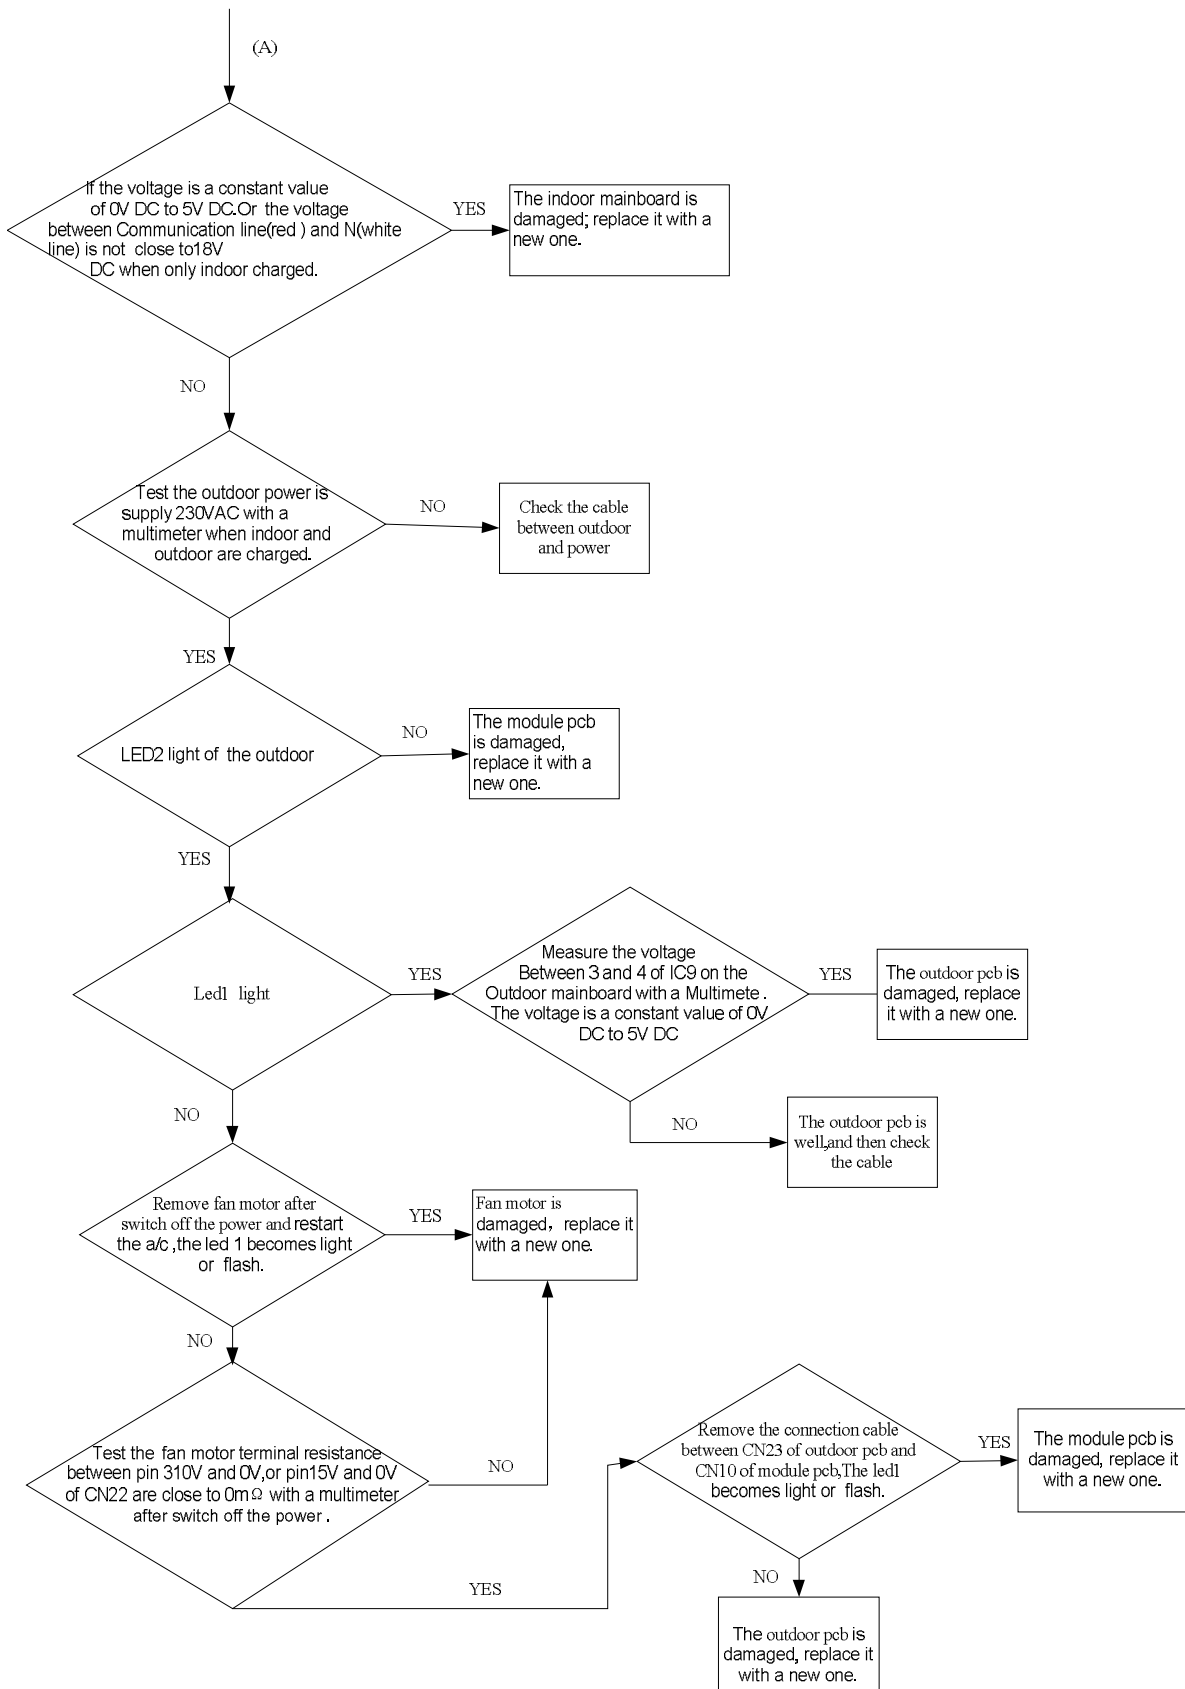 (A)
If the voltage is a constant value
of 0V DC to 5V DC.Or the voltage
between Communication line(red ) and N(white
line) is not close to18V
DC when only indoor charged.
YES
The indoor mainboard is
damaged; replace it with a
new one.
NO
Test the outdoor power is
supply 230VAC with a
multimeter when indoor and
outdoor are charged.
NO
Check the cable
between outdoor
and power
YES
LED2 light of the outdoor
NO
The module pcb
is damaged,
replace it with a
new one.
YES
Led1 light
YES
Measure the voltage
Between 3 and 4 of IC9 on the
Outdoor mainboard with a Multimete .
The voltage is a constant value of 0V
DC to 5V DC
YES
The outdoor pcb is
damaged, replace
it with a new one.
NO
The outdoor pcb is
well,and then check
the cable
NO
Remove fan motor after
switch off the power and restart
the a/c ,the led 1 becomes light
or flash.
YES
Fan motor is
damaged, replace it
with a new one.
NO
Test the fan motor terminal resistance
between pin 310V and 0V,or pin15V and 0V
of CN22 are close to 0mΩ with a multimeter
after switch off the power .
NO
YES
Remove the connection cable
between CN23 of outdoor pcb and
CN10 of module pcb,The led1
becomes light or flash.
YES
The module pcb is
damaged, replace it
with a new one.
NO
The outdoor pcb is
damaged, replace it
with a new one.